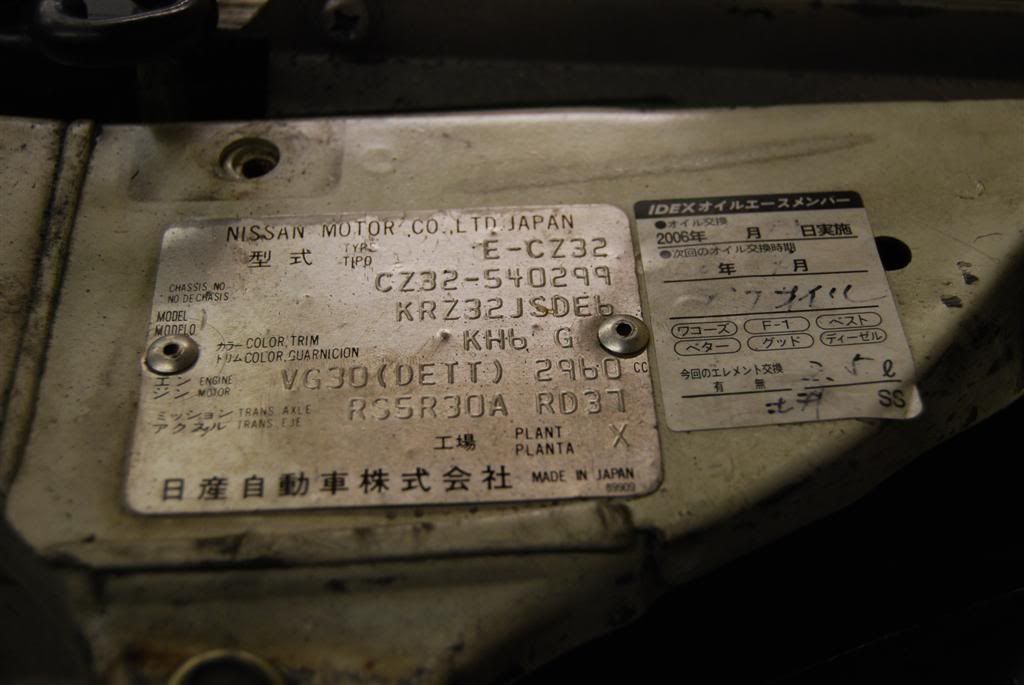 NISSAN MOTOR CO., LTD. JAPAN
型式 TYPE TIPO E-CZ32
CHASSIS NO. NO DE CHASIS CZ32-540299
MODEL MODELO KRZ32JSDE6
カラー COLOR, TRIM
トリム COLOR, GUARNICION KH6 G
エンジン ENGINE MOTOR VG30(DETT) 2960 CC
ミッション TRANS. AXLE
アクスル TRANS. EJE RS5R30A RD37
工場 PLANT PLANTA X
日産自動車株式会社 MADE IN JAPAN
89909
IDEX オイルエースメンバー
●オイル交換
2006年 月 日実施
●次回のオイル交換時期
年 月
オイル
ワコーズ F-1 ベスト
ベター グッド ディーゼル
今回のエレメント交換
有 無 5ℓ
SS